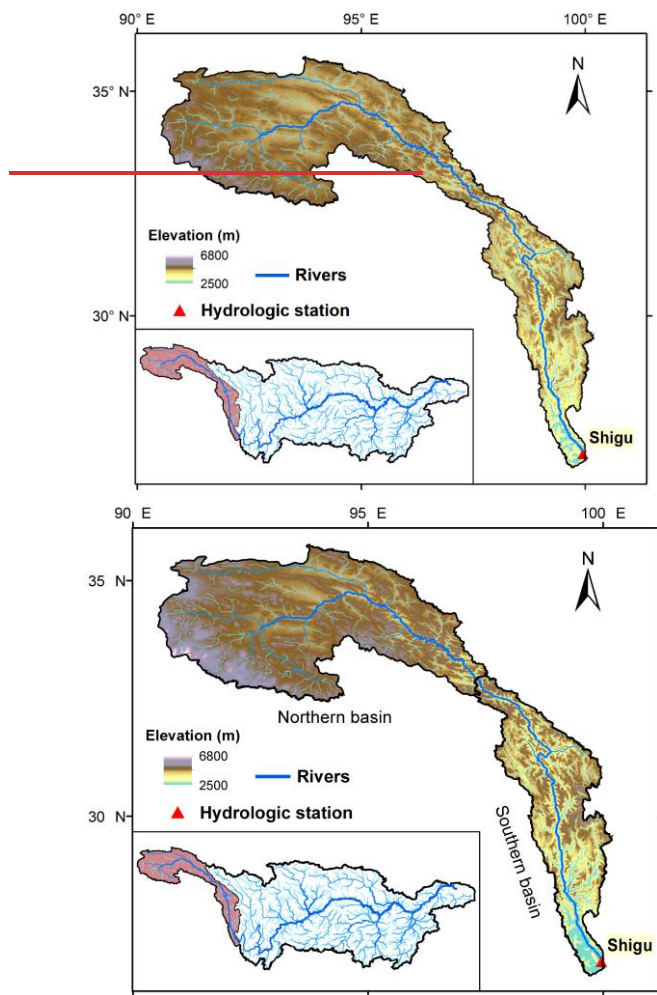 90° E 95° E 100° E
N
35° N
Elevation (m)
6800
2500
Rivers
Hydrologic station
30° N
Shigu
90 E 95 E 100 E
N
35 N
Northern basin
Elevation (m)
6800
2500
Rivers
Hydrologic station
30 N
Southern basin
Shigu